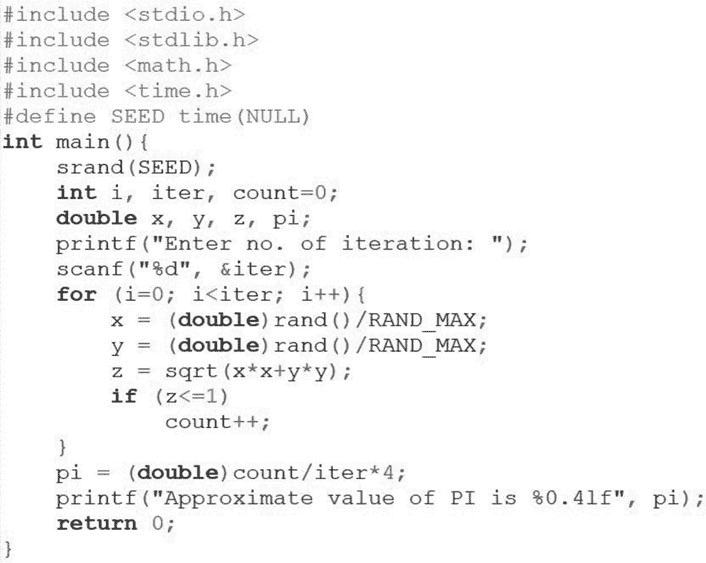 #include <stdio.h>
#include <stdlib.h>
#include <math.h>
#include <time.h>
#define SEED time(NULL)
int main(){
    srand(SEED);
    int i, iter, count=0;
    double x, y, z, pi;
    printf("Enter no. of iteration: ");
    scanf("%d", &iter);
    for (i=0; i<iter; i++){
        x = (double)rand()/RAND_MAX;
        y = (double)rand()/RAND_MAX;
        z = sqrt(x*x+y*y);
        if (z<=1)
            count++;
    }
    pi = (double)count/iter*4;
    printf("Approximate value of PI is %0.4lf", pi);
    return 0;
}